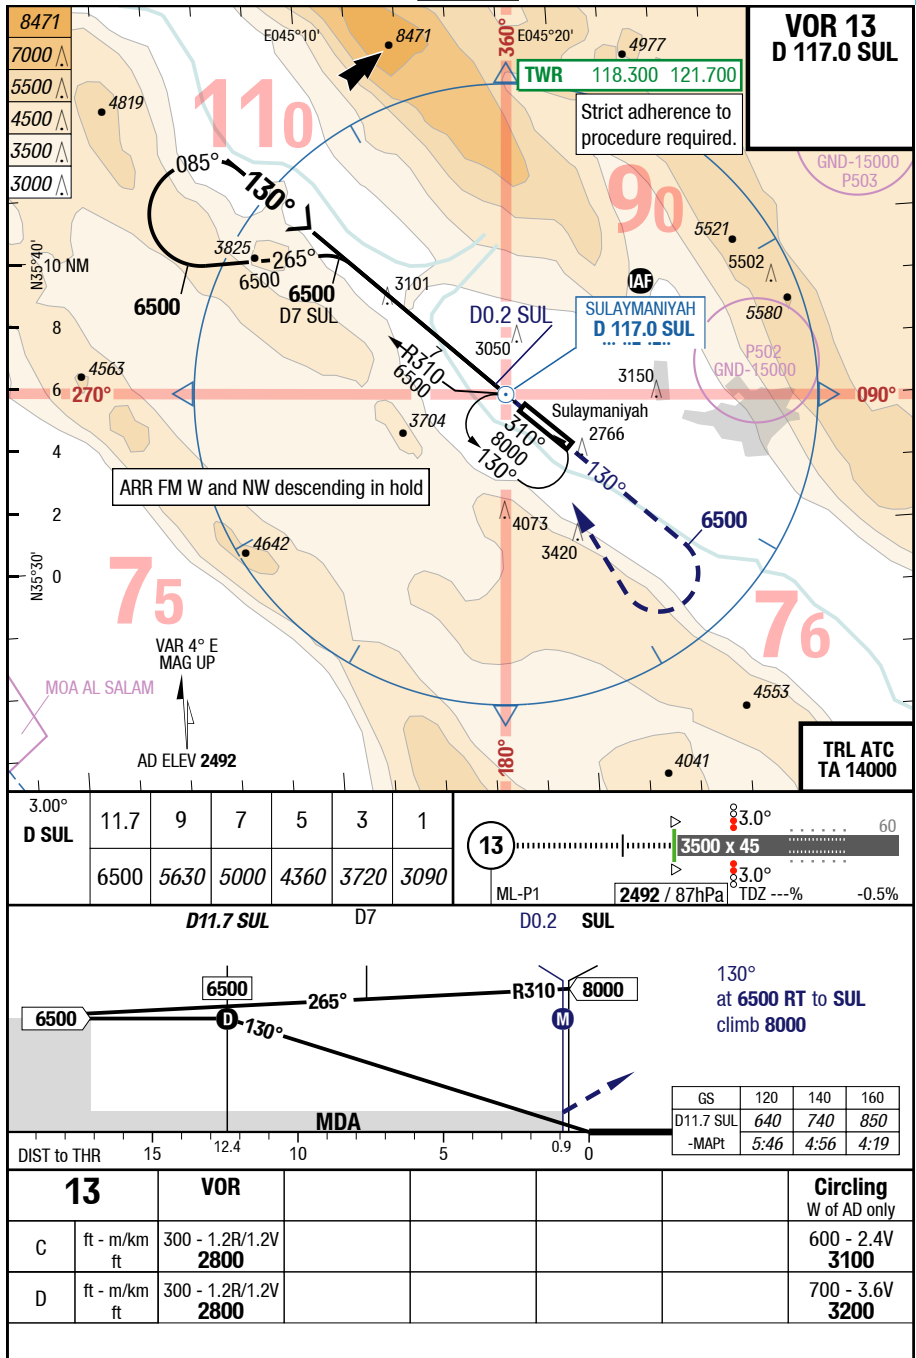 8471
7000
5500
4500
3500
3000
E045°10'
8471
360°
E045°20'
4977
VOR 13
D 117.0 SUL
TWR 118.300 121.700
Strict adherence to
procedure required.
4819
110
90
GND-15000
P503
085°
130°
3825
265°
6500
6500
6500
D7 SUL
3101
5521
5502
5580
IAF
N35°40'
10 NM
8
6
4
2
0
N35°30'
D0.2 SUL
SULAYMANIYAH
D 117.0 SUL
3050
P502
GND-15000
4563
270°
R310
6500
3150
090°
3704
Sulaymaniyah
2766
310°
8000
130°
130°
ARR FM W and NW descending in hold
4073
3420
6500
4642
75
76
VAR 4° E
MAG UP
MOA AL SALAM
AD ELEV 2492
180°
4553
4041
TRL ATC
TA 14000
3.00°
D SUL
11.7 9 7 5 3 1
6500 5630 5000 4360 3720 3090
13
3.0°
60
3500 x 45
3.0°
ML-P1
2492 / 87hPa
TDZ ---%
-0.5%
D11.7 SUL D7 D0.2 SUL
6500
6500
265°
R310
8000
D
130°
M
130°
at 6500 RT to SUL
climb 8000
MDA
GS 120 140 160
D11.7 SUL 640 740 850
-MAPt 5:46 4:56 4:19
DIST to THR 15 12.4 10 5 0.9 0
13 VOR Circling
W of AD only
C ft - m/km 300 - 1.2R/1.2V 600 - 2.4V
ft 2800 3100
D ft - m/km 300 - 1.2R/1.2V 700 - 3.6V
ft 2800 3200